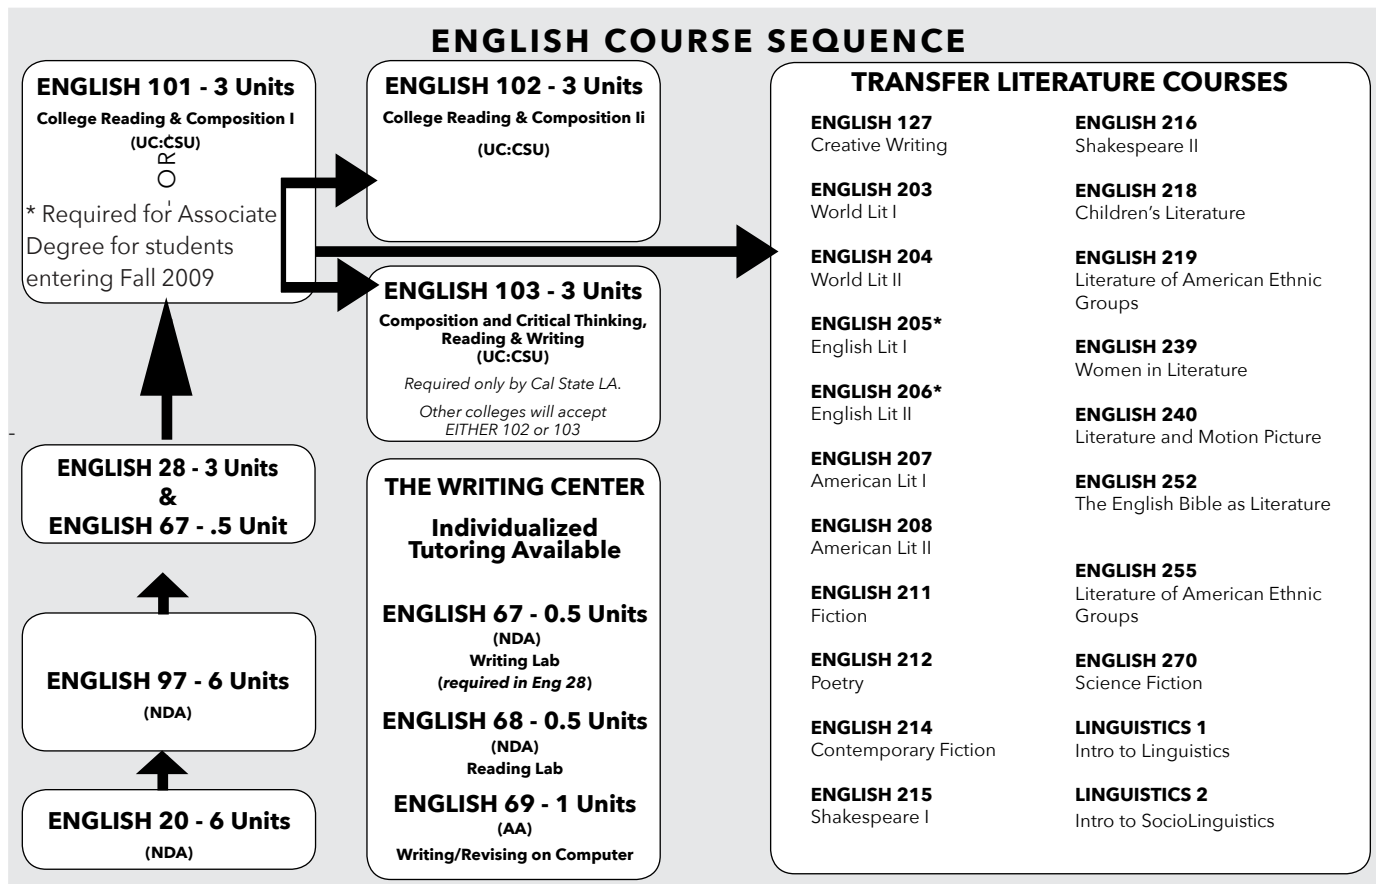 ENGLISH COURSE SEQUENCE
ENGLISH 101 - 3 Units
College Reading & Composition I
(UC:CSU)
- OR -
* Required for Associate
Degree for students
entering Fall 2009
ENGLISH 28 - 3 Units
&
ENGLISH 67 - .5 Unit
ENGLISH 97 - 6 Units
(NDA)
ENGLISH 20 - 6 Units
(NDA)
ENGLISH 102 - 3 Units
College Reading & Composition Ii
(UC:CSU)
ENGLISH 103 - 3 Units
Composition and Critical Thinking,
Reading & Writing
(UC:CSU)
Required only by Cal State LA.
Other colleges will accept
EITHER 102 or 103
THE WRITING CENTER
Individualized
Tutoring Available
ENGLISH 67 - 0.5 Units
(NDA)
Writing Lab
(required in Eng 28)
ENGLISH 68 - 0.5 Units
(NDA)
Reading Lab
ENGLISH 69 - 1 Units
(AA)
Writing/Revising on Computer
TRANSFER LITERATURE COURSES
ENGLISH 127
Creative Writing
ENGLISH 203
World Lit I
ENGLISH 204
World Lit II
ENGLISH 205*
English Lit I
ENGLISH 206*
English Lit II
ENGLISH 207
American Lit I
ENGLISH 208
American Lit II
ENGLISH 211
Fiction
ENGLISH 212
Poetry
ENGLISH 214
Contemporary Fiction
ENGLISH 215
Shakespeare I
ENGLISH 216
Shakespeare II
ENGLISH 218
Children’s Literature
ENGLISH 219
Literature of American Ethnic
Groups
ENGLISH 239
Women in Literature
ENGLISH 240
Literature and Motion Picture
ENGLISH 252
The English Bible as Literature
ENGLISH 255
Literature of American Ethnic
Groups
ENGLISH 270
Science Fiction
LINGUISTICS 1
Intro to Linguistics
LINGUISTICS 2
Intro to SocioLinguistics